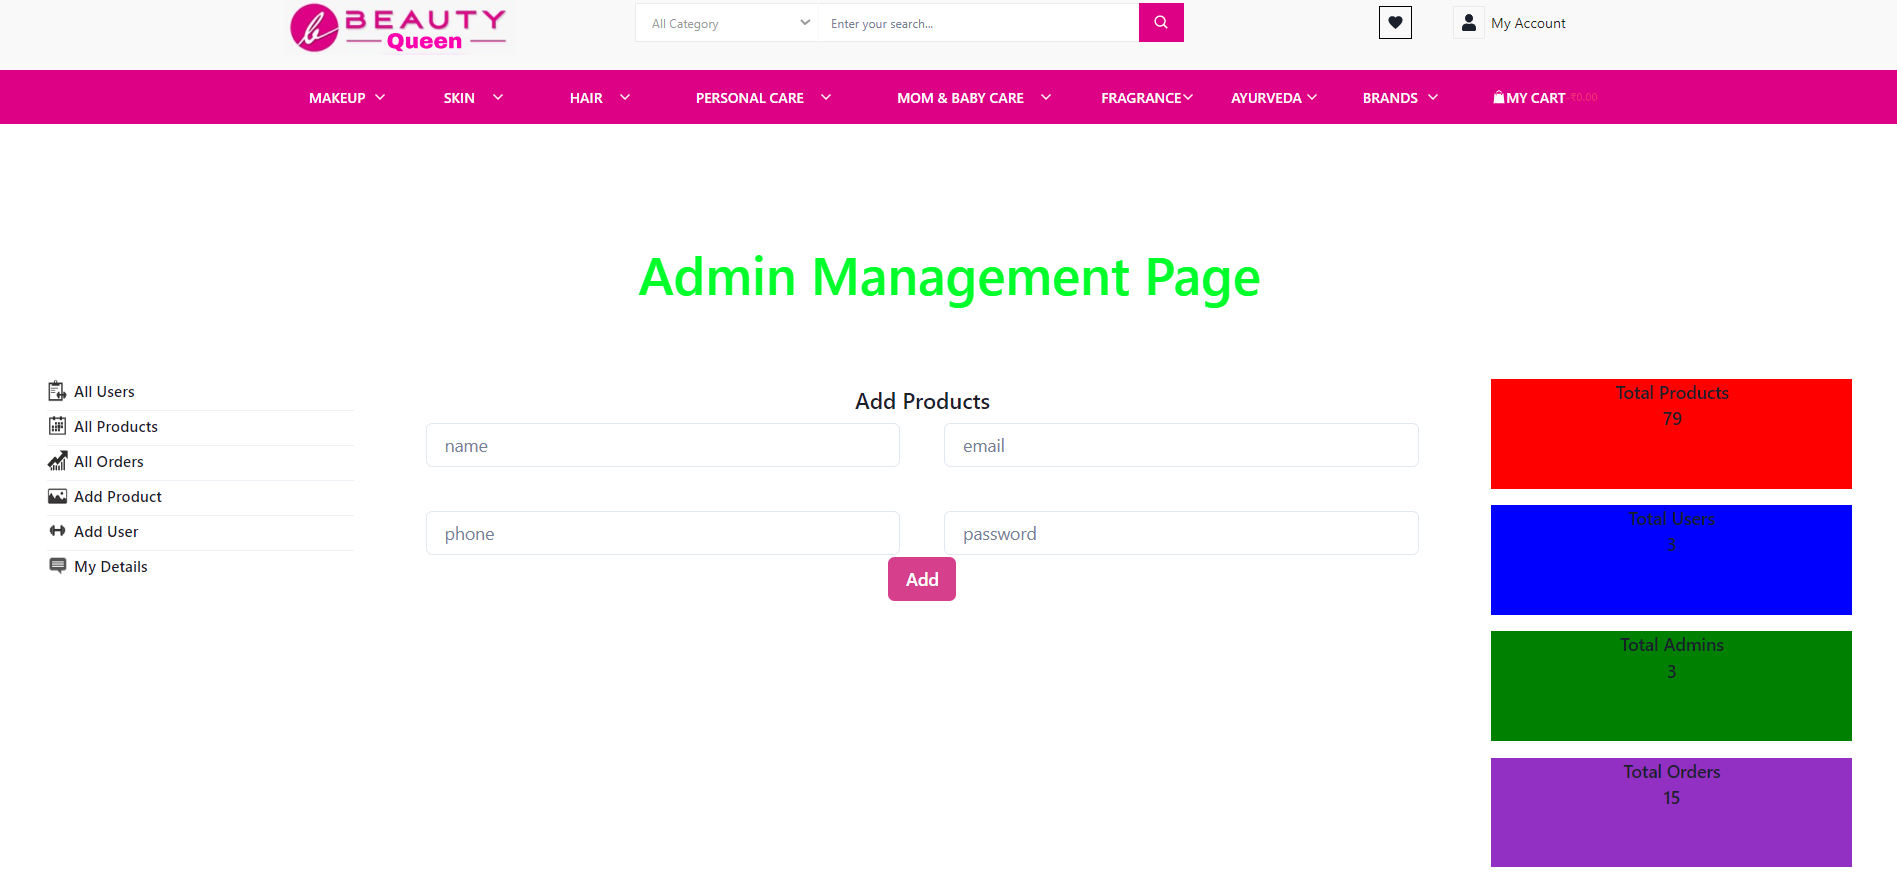 BEAUTY
Queen
All Category
Enter your search...
My Account
MAKEUP
SKIN
HAIR
PERSONAL CARE
MOM & BABY CARE
FRAGRANCE
AYURVEDA
BRANDS
MY CART ₹0.00
Admin Management Page
All Users
All Products
All Orders
Add Product
Add User
My Details
Add Products
name
email
phone
password
Add
Total Products
79
Total Users
3
Total Admins
3
Total Orders
15